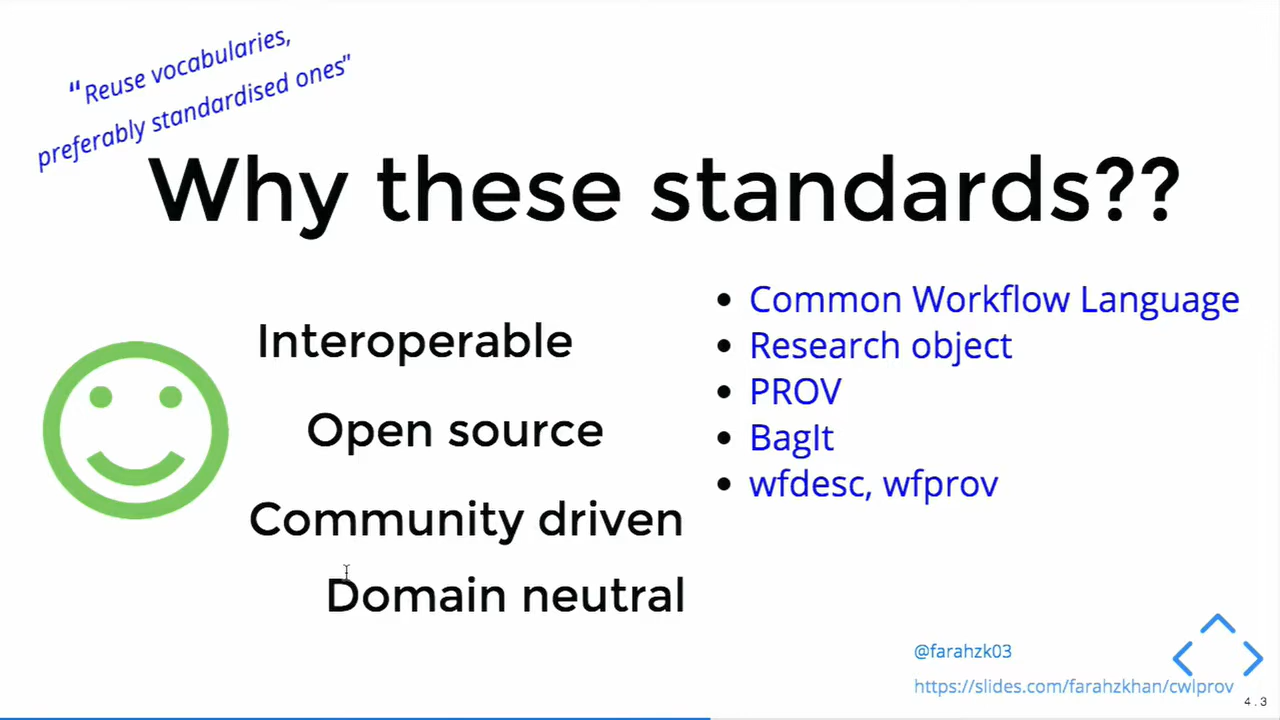 “Reuse vocabularies,
preferably standardised ones”
Why these standards??
Interoperable
Open source
Community driven
Domain neutral
Common Workflow Language
Research object
PROV
BagIt
wfdesc, wfprov
@farahzk03
https://slides.com/farahzkhan/cwlprov
4.3